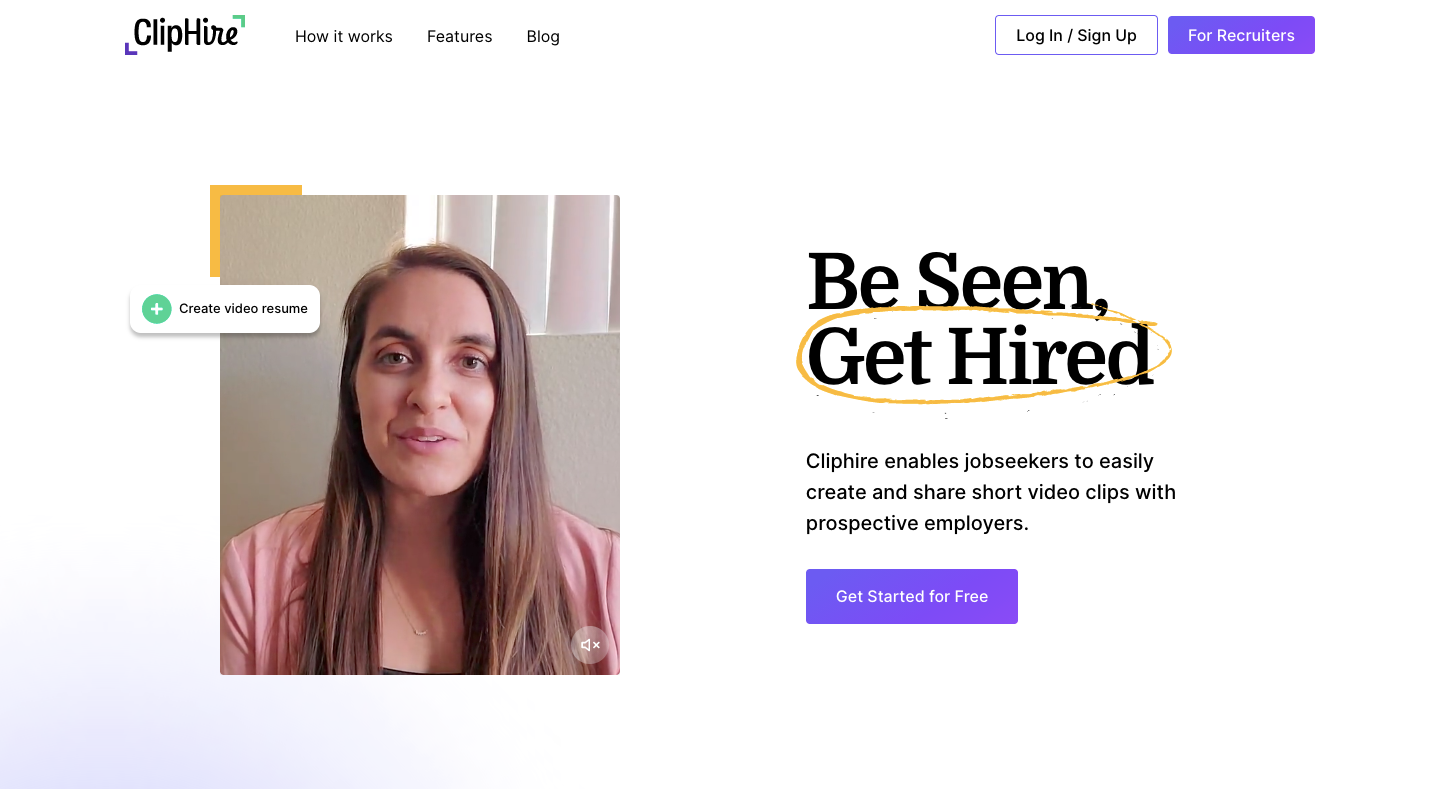 ClipHire
How it works
Features
Blog
Log In / Sign Up
For Recruiters
Create video resume
Be Seen,
Get Hired
Cliphire enables jobseekers to easily
create and share short video clips with
prospective employers.
Get Started for Free